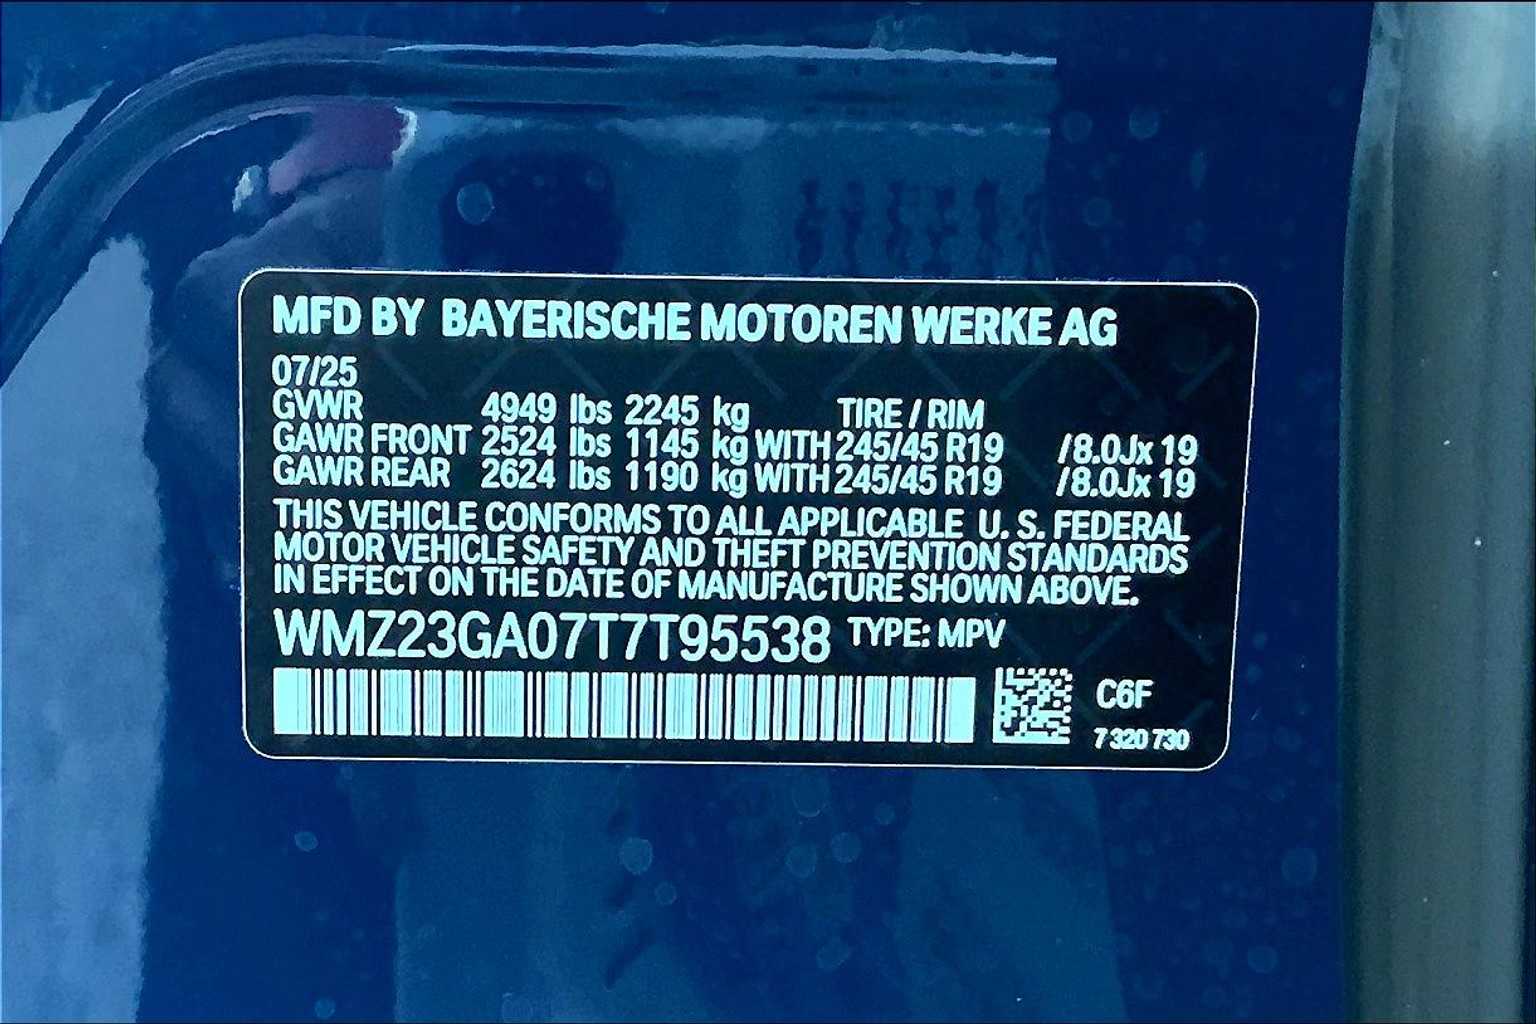 MFD BY BAYERISCHE MOTOREN WERKE AG
07/25
GVWR 4949 lbs 2245 kg TIRE / RIM
GAWR FRONT 2524 lbs 1145 kg WITH 245/45 R19 /8.0Jx 19
GAWR REAR 2624 lbs 1190 kg WITH 245/45 R19 /8.0Jx 19
THIS VEHICLE CONFORMS TO ALL APPLICABLE U. S. FEDERAL
MOTOR VEHICLE SAFETY AND THEFT PREVENTION STANDARDS
IN EFFECT ON THE DATE OF MANUFACTURE SHOWN ABOVE.
WMZ23GA07T7T95538 TYPE: MPV
C6F
7 320 730